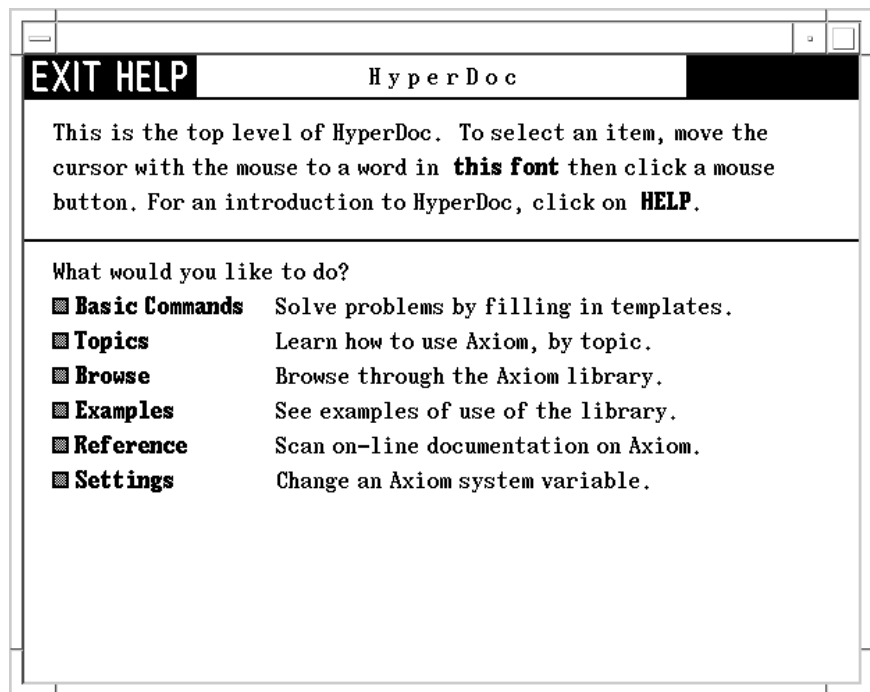 EXIT HELP HyperDoc
This is the top level of HyperDoc. To select an item, move the
cursor with the mouse to a word in this font then click a mouse
button. For an introduction to HyperDoc, click on HELP.
What would you like to do?
Basic Commands Solve problems by filling in templates.
Topics Learn how to use Axiom, by topic.
Browse Browse through the Axiom library.
Examples See examples of use of the library.
Reference Scan on-line documentation on Axiom.
Settings Change an Axiom system variable.